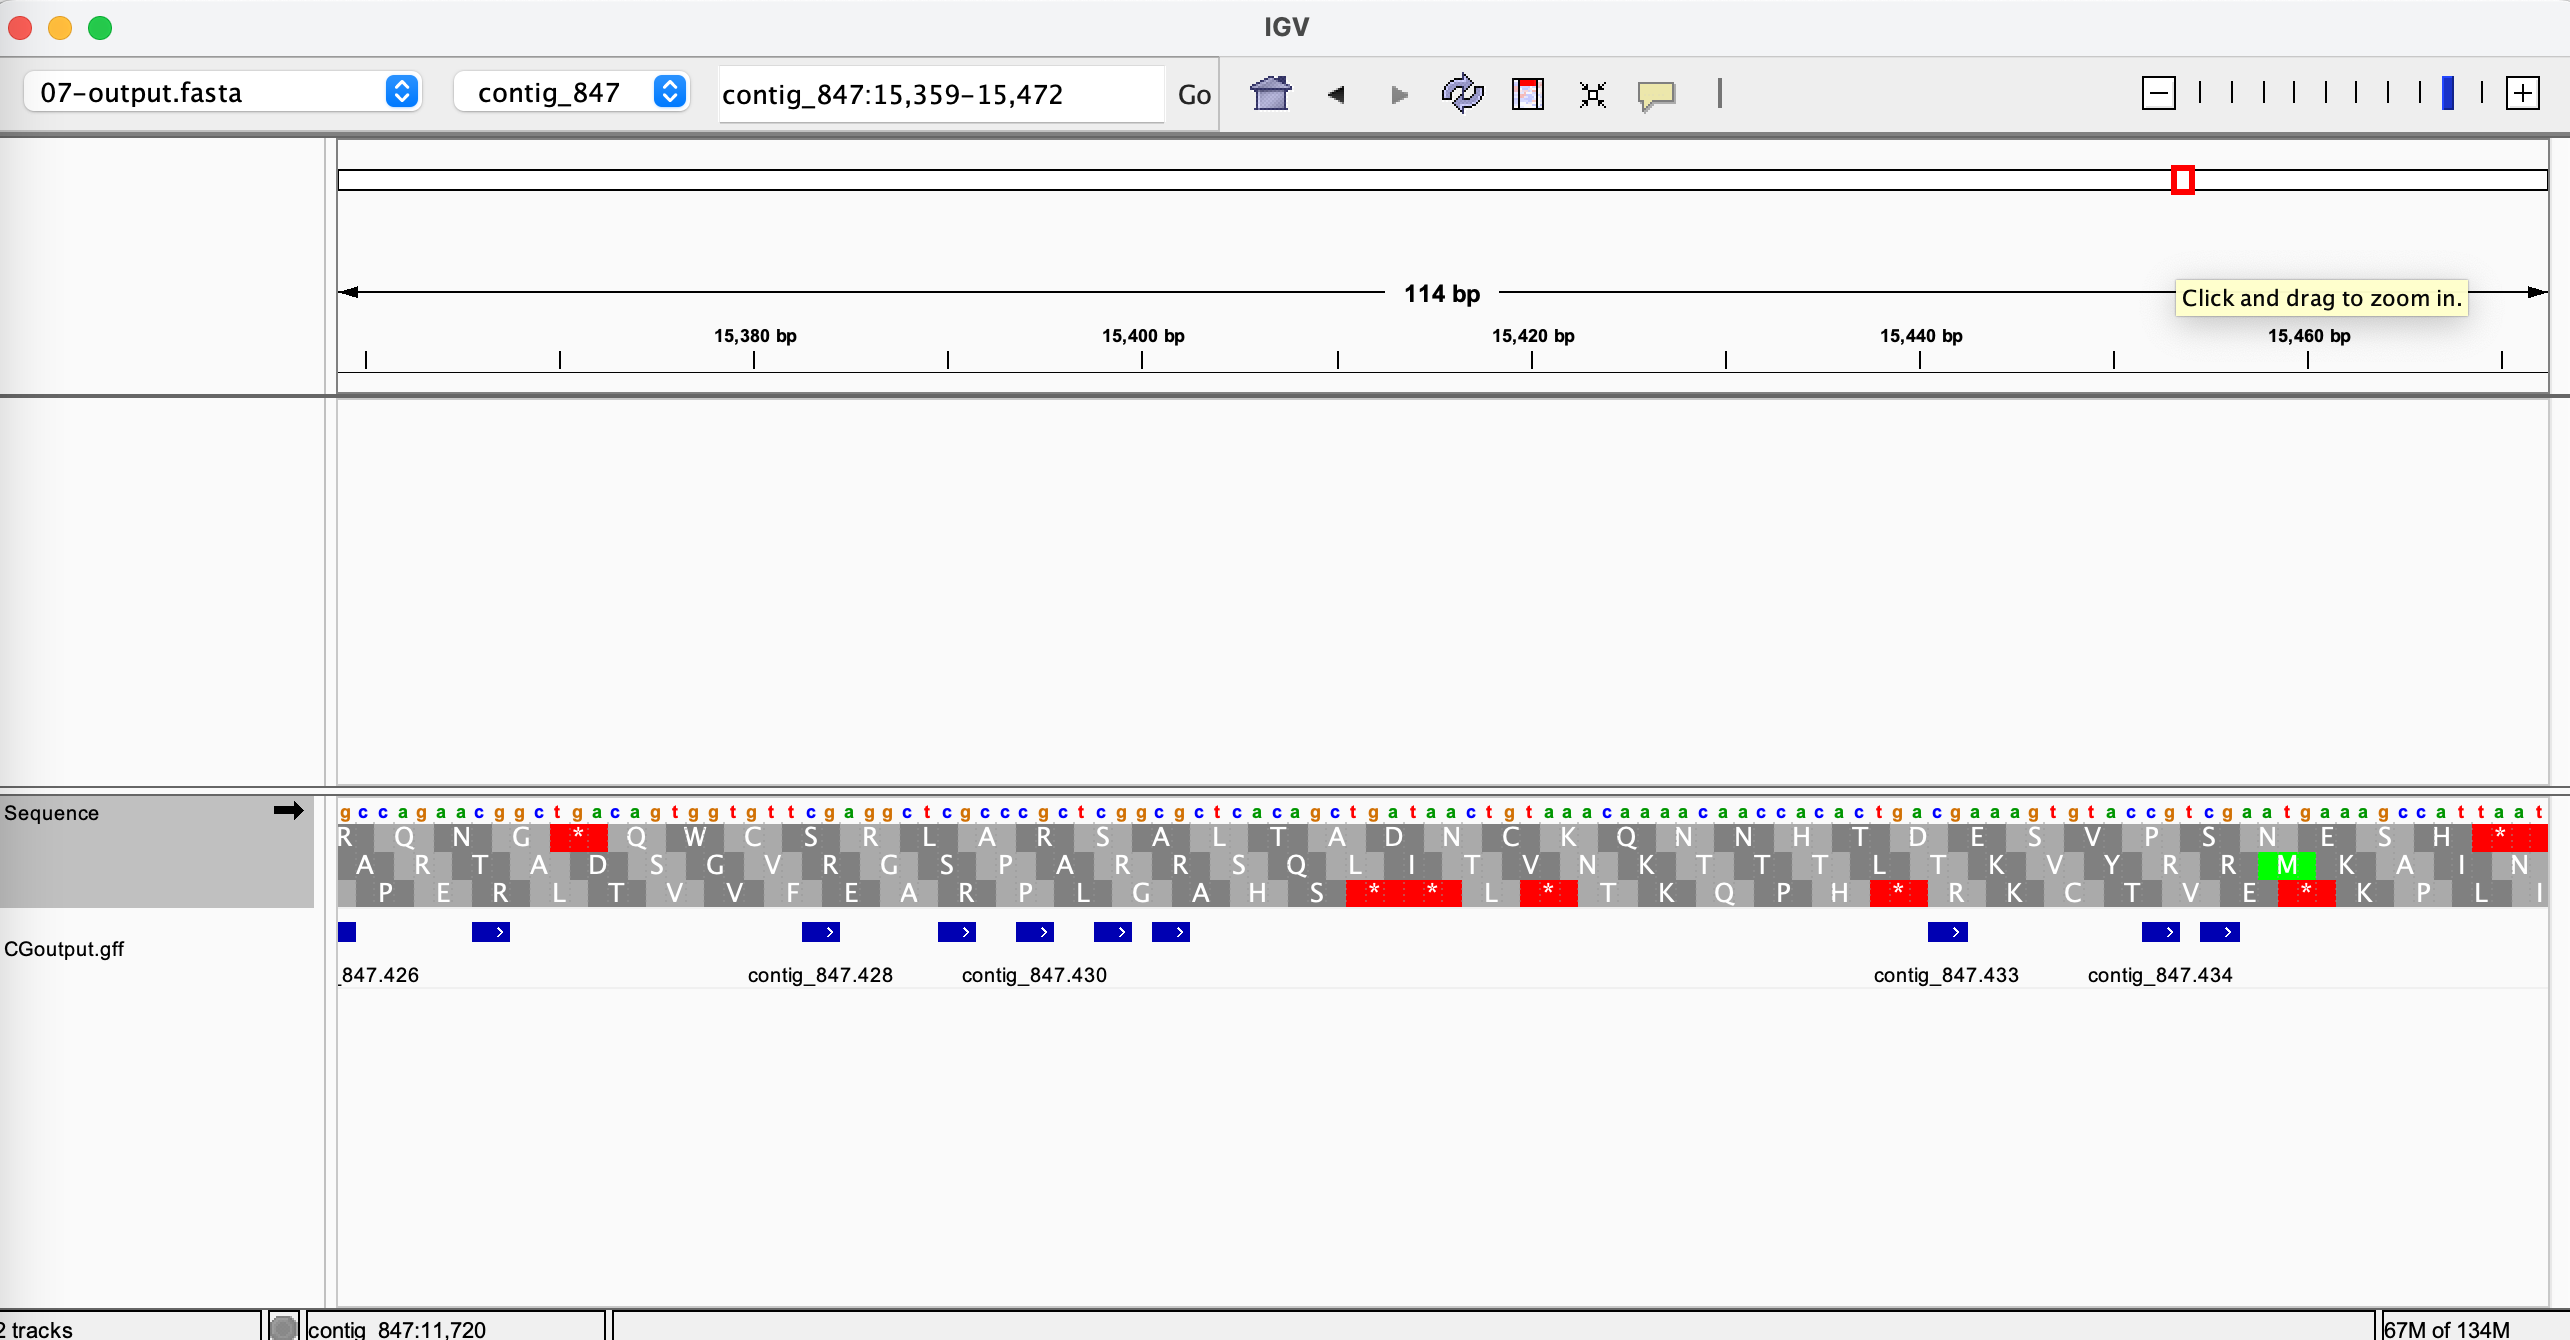 IGV
07-output.fasta contig_847 contig_847:15,359-15,472 Go
114 bp
Click and drag to zoom in.
15,380 bp 15,400 bp 15,420 bp 15,440 bp 15,460 bp
Sequence
g c c a g a a c g g c t g a c a g t g g t g t t c g a g g c t c g c c c g c t c g g c g c t c a c a g c t g a t a a c t g t a a a c a a a a c a a c c a c a c t g a c g a a a g t g t a c c g t c g a a t g a a a g c c a t t a a t
R Q N G * Q W C S R L A R S A L T A D N C K Q N N H T D E S V P S N E S H *
A R T A D S G V R G S P A R R S Q L I T V N K T T T L T K V Y R R M K A I N
P E R L T V V F E A R P L G A H S * * L * T K Q P H * R K C T V E * K P L I
CGoutput.gff
_847.426 contig_847.428 contig_847.430 contig_847.433 contig_847.434
2 tracks contig_847:11,720 67M of 134M